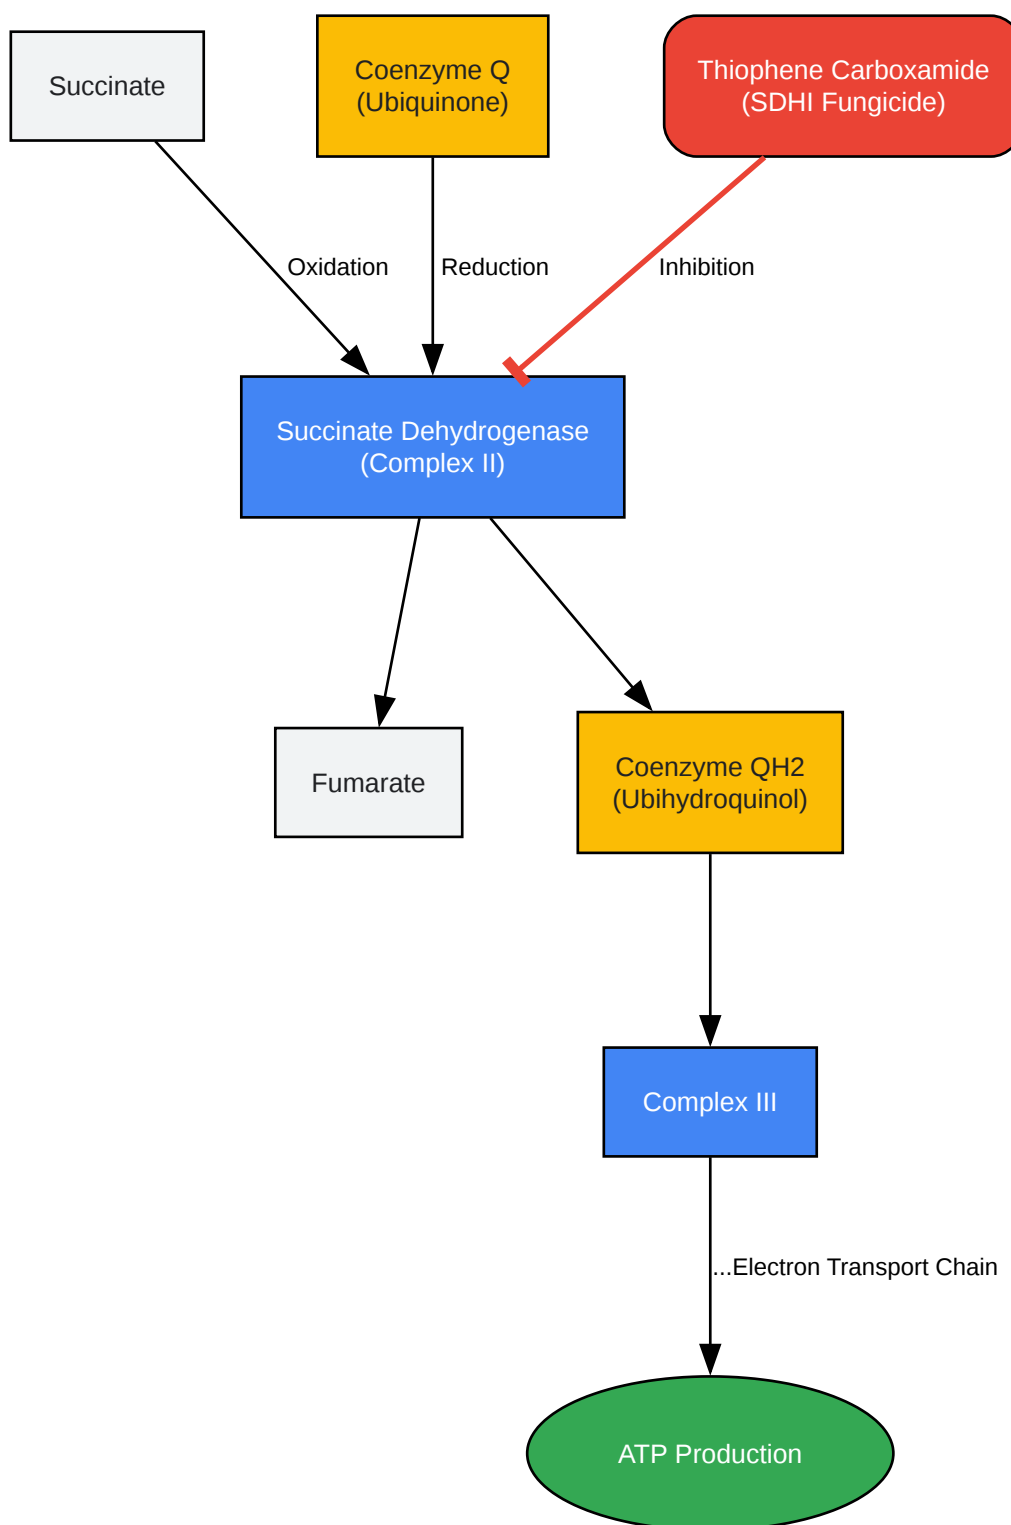 Succinate
Coenzyme Q
(Ubiquinone)
Thiophene Carboxamide
(SDHI Fungicide)
Oxidation
Reduction
Inhibition
Succinate Dehydrogenase
(Complex II)
Fumarate
Coenzyme QH2
(Ubihydroquinol)
Complex III
...Electron Transport Chain
ATP Production